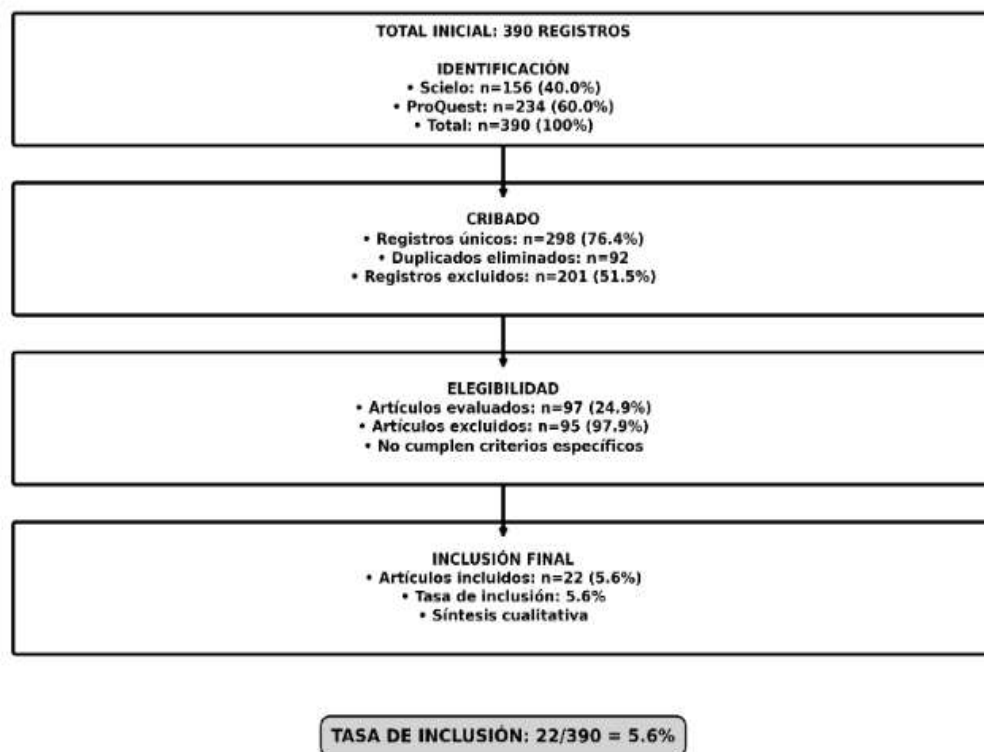 TOTAL INICIAL: 390 REGISTROS
IDENTIFICACIÓN
• Scielo: n=156 (40.0%)
• ProQuest: n=234 (60.0%)
• Total: n=390 (100%)
CRIBADO
• Registros únicos: n=298 (76.4%)
• Duplicados eliminados: n=92
• Registros excluidos: n=201 (51.5%)
ELEGIBILIDAD
• Artículos evaluados: n=97 (24.9%)
• Artículos excluidos: n=95 (97.9%)
• No cumplen criterios específicos
INCLUSIÓN FINAL
• Artículos incluidos: n=22 (5.6%)
• Tasa de inclusión: 5.6%
• Síntesis cualitativa
TASA DE INCLUSIÓN: 22/390 = 5.6%